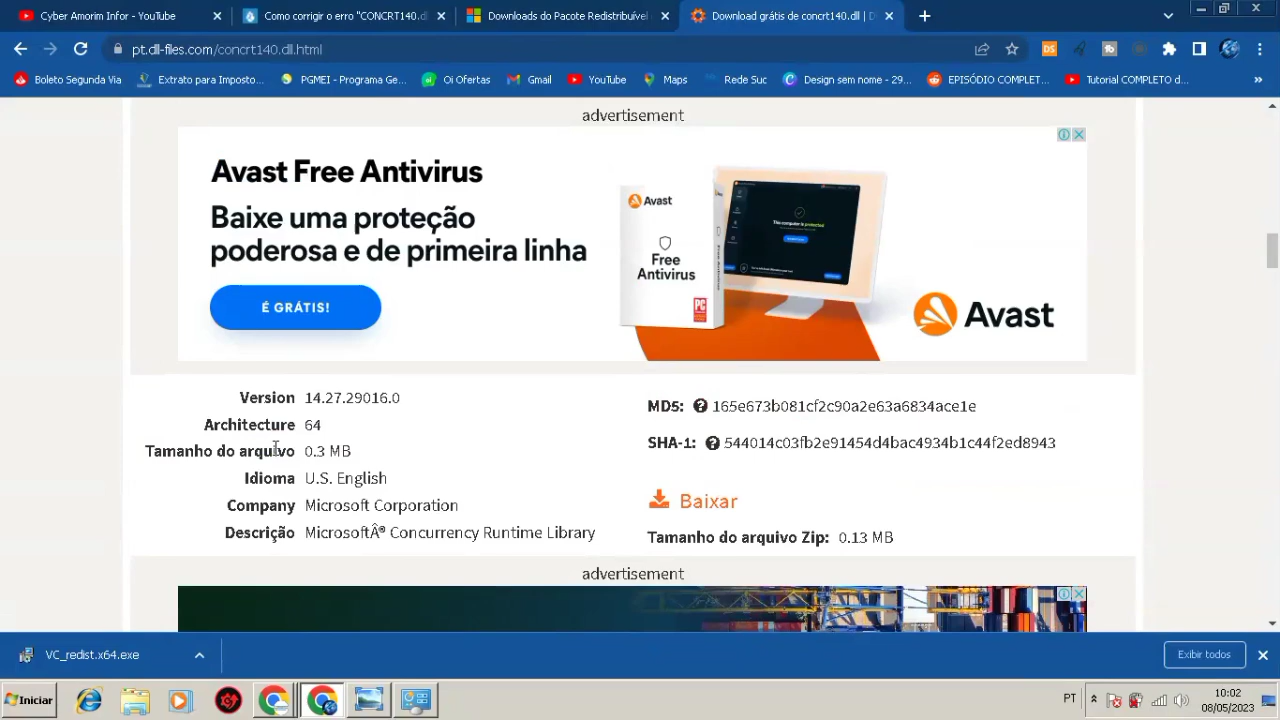 Cyber Amorim Infor - YouTube
Como corrigir o erro "CONCRT140.dl
Downloads do Pacote Redistribuível
Download grátis de concrt140.dll | D
pt.dll-files.com/concrt140.dll.html
Boleto Segunda Via
Extrato para Imposto...
PGMEI - Programa Ge...
Oi Ofertas
Gmail
YouTube
Maps
Rede Suc
Design sem nome - 29...
EPISÓDIO COMPLET...
Tutorial COMPLETO d...
advertisement
Avast Free Antivirus
Baixe uma proteção
poderosa e de primeira linha
É GRÁTIS!
Avast
Free
Antivirus
Avast
Version 14.27.29016.0
Architecture 64
Tamanho do arquivo 0.3 MB
Idioma U.S. English
Company Microsoft Corporation
Descrição MicrosoftÂ® Concurrency Runtime Library
MD5: 165e673b081cf2c90a2e63a6834ace1e
SHA-1: 544014c03fb2e91454d4bac4934b1c44f2ed8943
Baixar
Tamanho do arquivo Zip: 0.13 MB
advertisement
VC_redist.x64.exe
Exibir todos
Iniciar
PT
10:02
08/05/2023